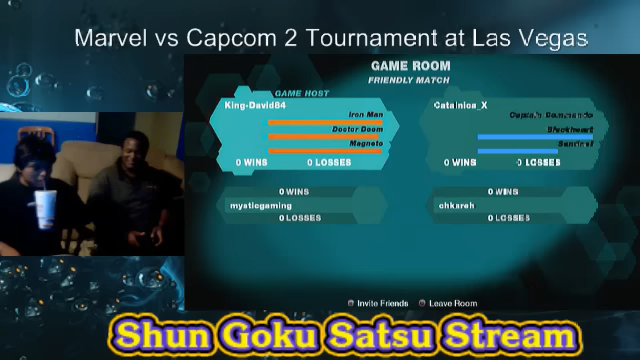 Marvel vs Capcom 2 Tournament at Las Vegas
GAME ROOM
FRIENDLY MATCH
GAME HOST
King-David84
Iron Man
Doctor Doom
Magneto
0 WINS 0 LOSSES
Catainica_X
Captain Commando
Blackheart
Sentinel
0 WINS 0 LOSSES
0 WINS
mysticgaming
0 LOSSES
0 WINS
chkareh
0 LOSSES
Invite Friends Leave Room
Shun Goku Satsu Stream